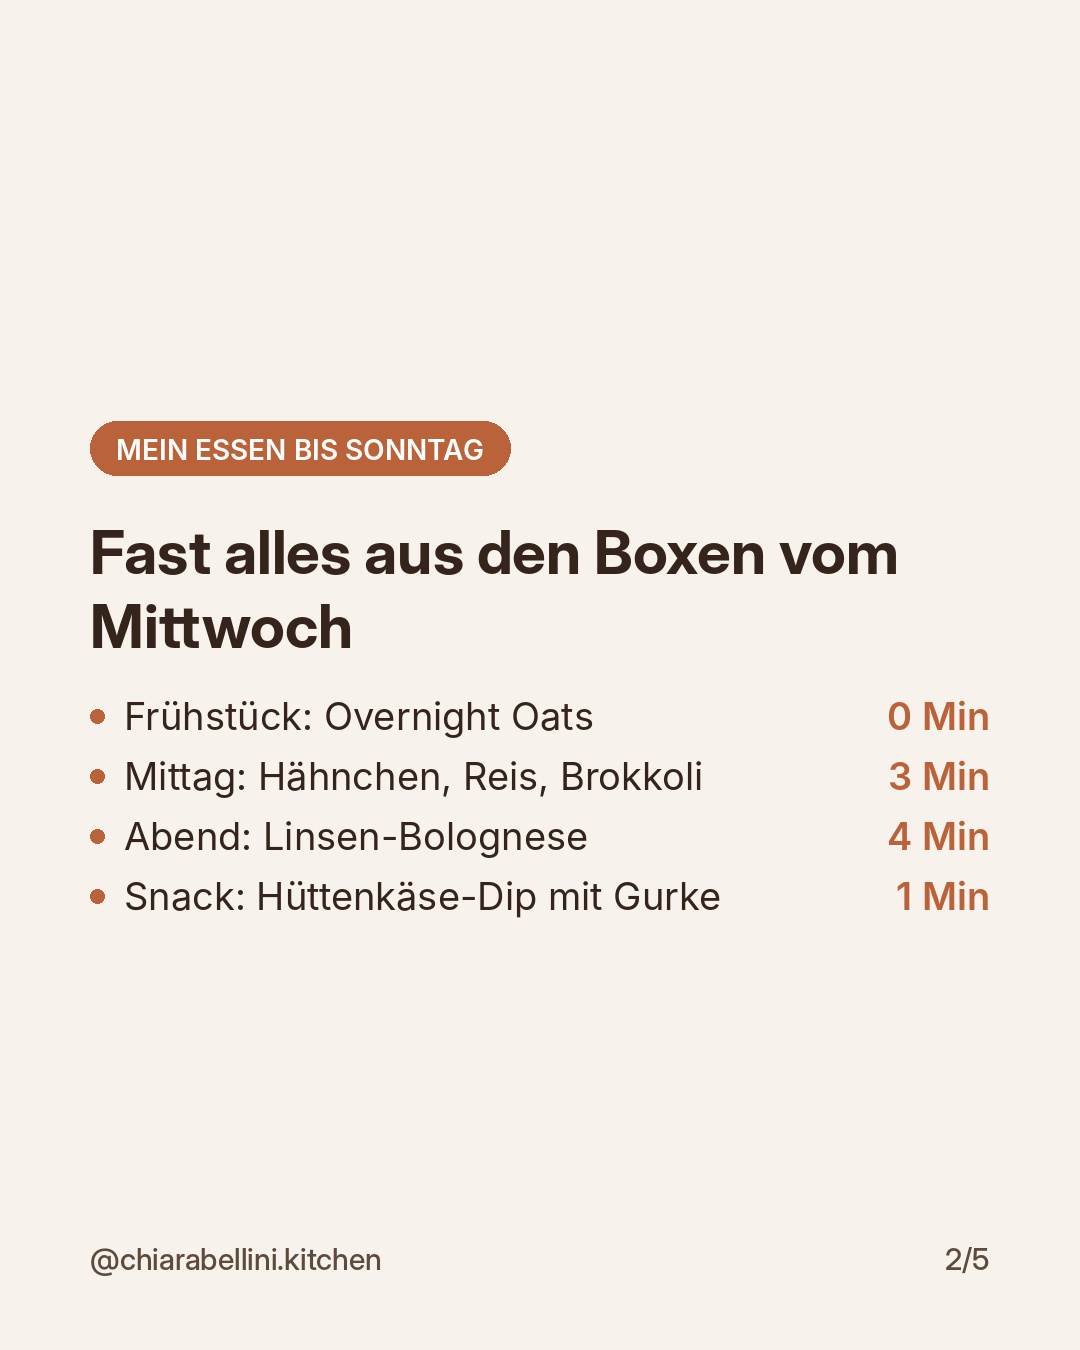 MEIN ESSEN BIS SONNTAG
Fast alles aus den Boxen vom
Mittwoch
• Frühstück: Overnight Oats 0 Min
• Mittag: Hähnchen, Reis, Brokkoli 3 Min
• Abend: Linsen-Bolognese 4 Min
• Snack: Hüttenkäse-Dip mit Gurke 1 Min
@chiarabellini.kitchen 2/5